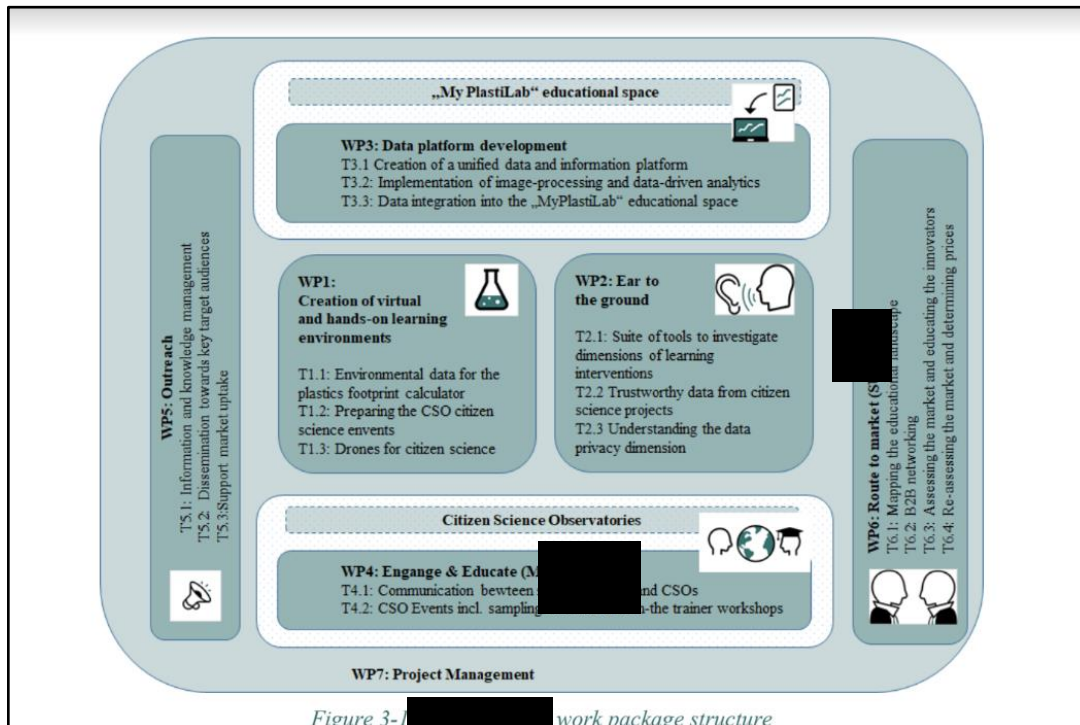 „My PlastiLab“ educational space
WP3: Data platform development
T3.1 Creation of a unified data and information platform
T3.2: Implementation of image-processing and data-driven analytics
T3.3: Data integration into the „MyPlastiLab“ educational space
WP5: Outreach
T5.1: Information and knowledge management
T5.2: Dissemination towards key target audiences
T5.3:Support market uptake
WP1:
Creation of virtual
and hands-on learning
environments
T1.1: Environmental data for the
plastics footprint calculator
T1.2: Preparing the CSO citizen
science envents
T1.3: Drones for citizen science
WP2: Ear to
the ground
T2.1: Suite of tools to investigate
dimensions of learning
interventions
T2.2 Trustworthy data from citizen
science projects
T2.3 Understanding the data
privacy dimension
WP6: Route to market
T6.1: Mapping the educational landscape
T6.2: B2B networking
T6.3: Assessing the market and educating the innovators
T6.4: Re-assessing the market and determining prices
Citizen Science Observatories
WP4: Engange & Educate
T4.1: Communication bewteen and CSOs
T4.2: CSO Events incl. sampling trainer workshops
WP7: Project Management
Figure 3-1 work package structure